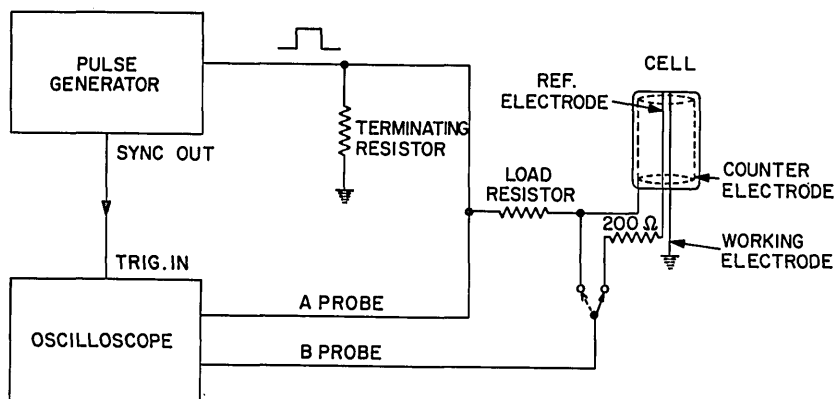 PULSE
GENERATOR
CELL
REF.
ELECTRODE
TERMINATING
RESISTOR
SYNC OUT
LOAD
RESISTOR
COUNTER
ELECTRODE
200 Ω
WORKING
ELECTRODE
TRIG. IN
A PROBE
OSCILLOSCOPE
B PROBE